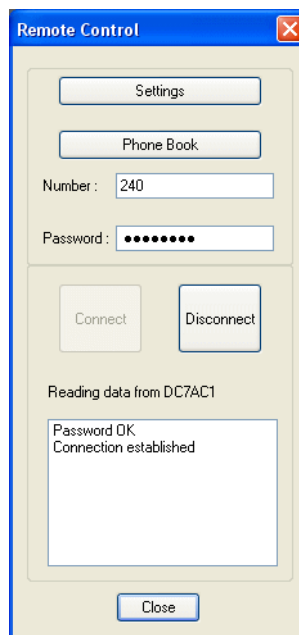 Remote Control
Settings
Phone Book
Number : 240
Password : ●●●●●●●●
Connect Disconnect
Reading data from DC7AC1
Password OK
Connection established
Close